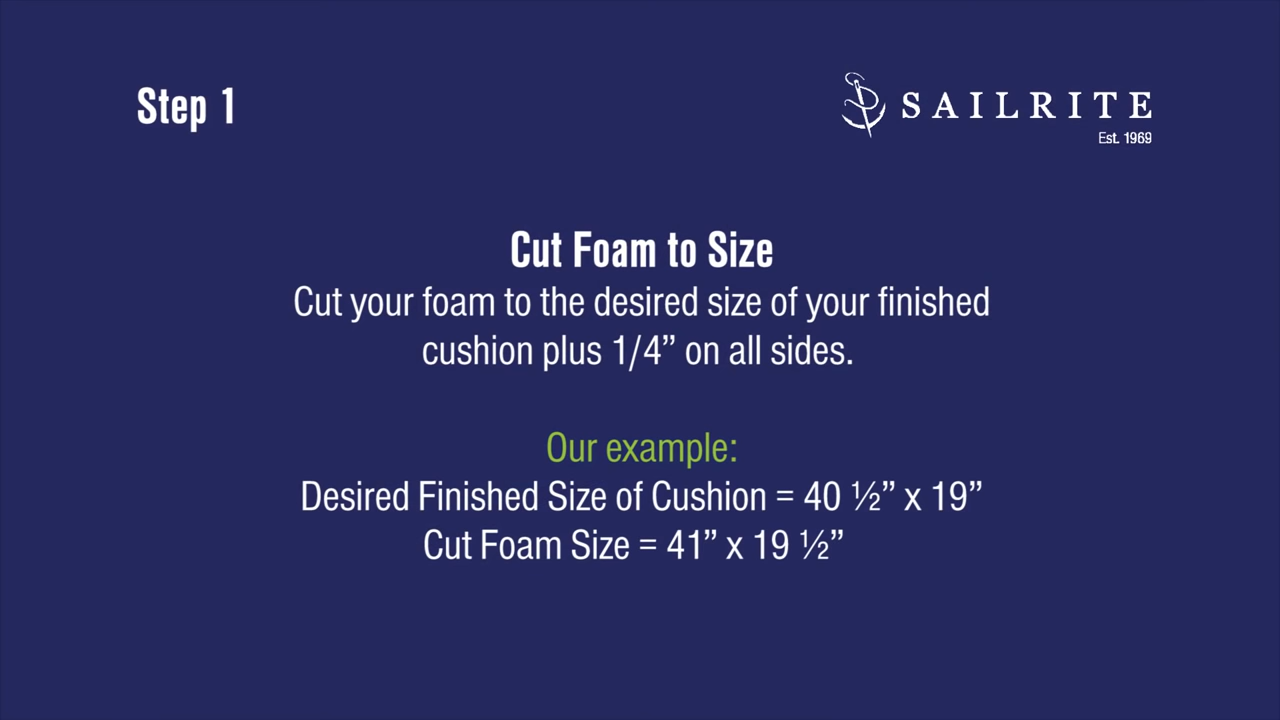 Step 1
SAILRITE
Est. 1969
Cut Foam to Size
Cut your foam to the desired size of your finished
cushion plus 1/4” on all sides.
Our example:
Desired Finished Size of Cushion = 40 ½” x 19”
Cut Foam Size = 41” x 19 ½”